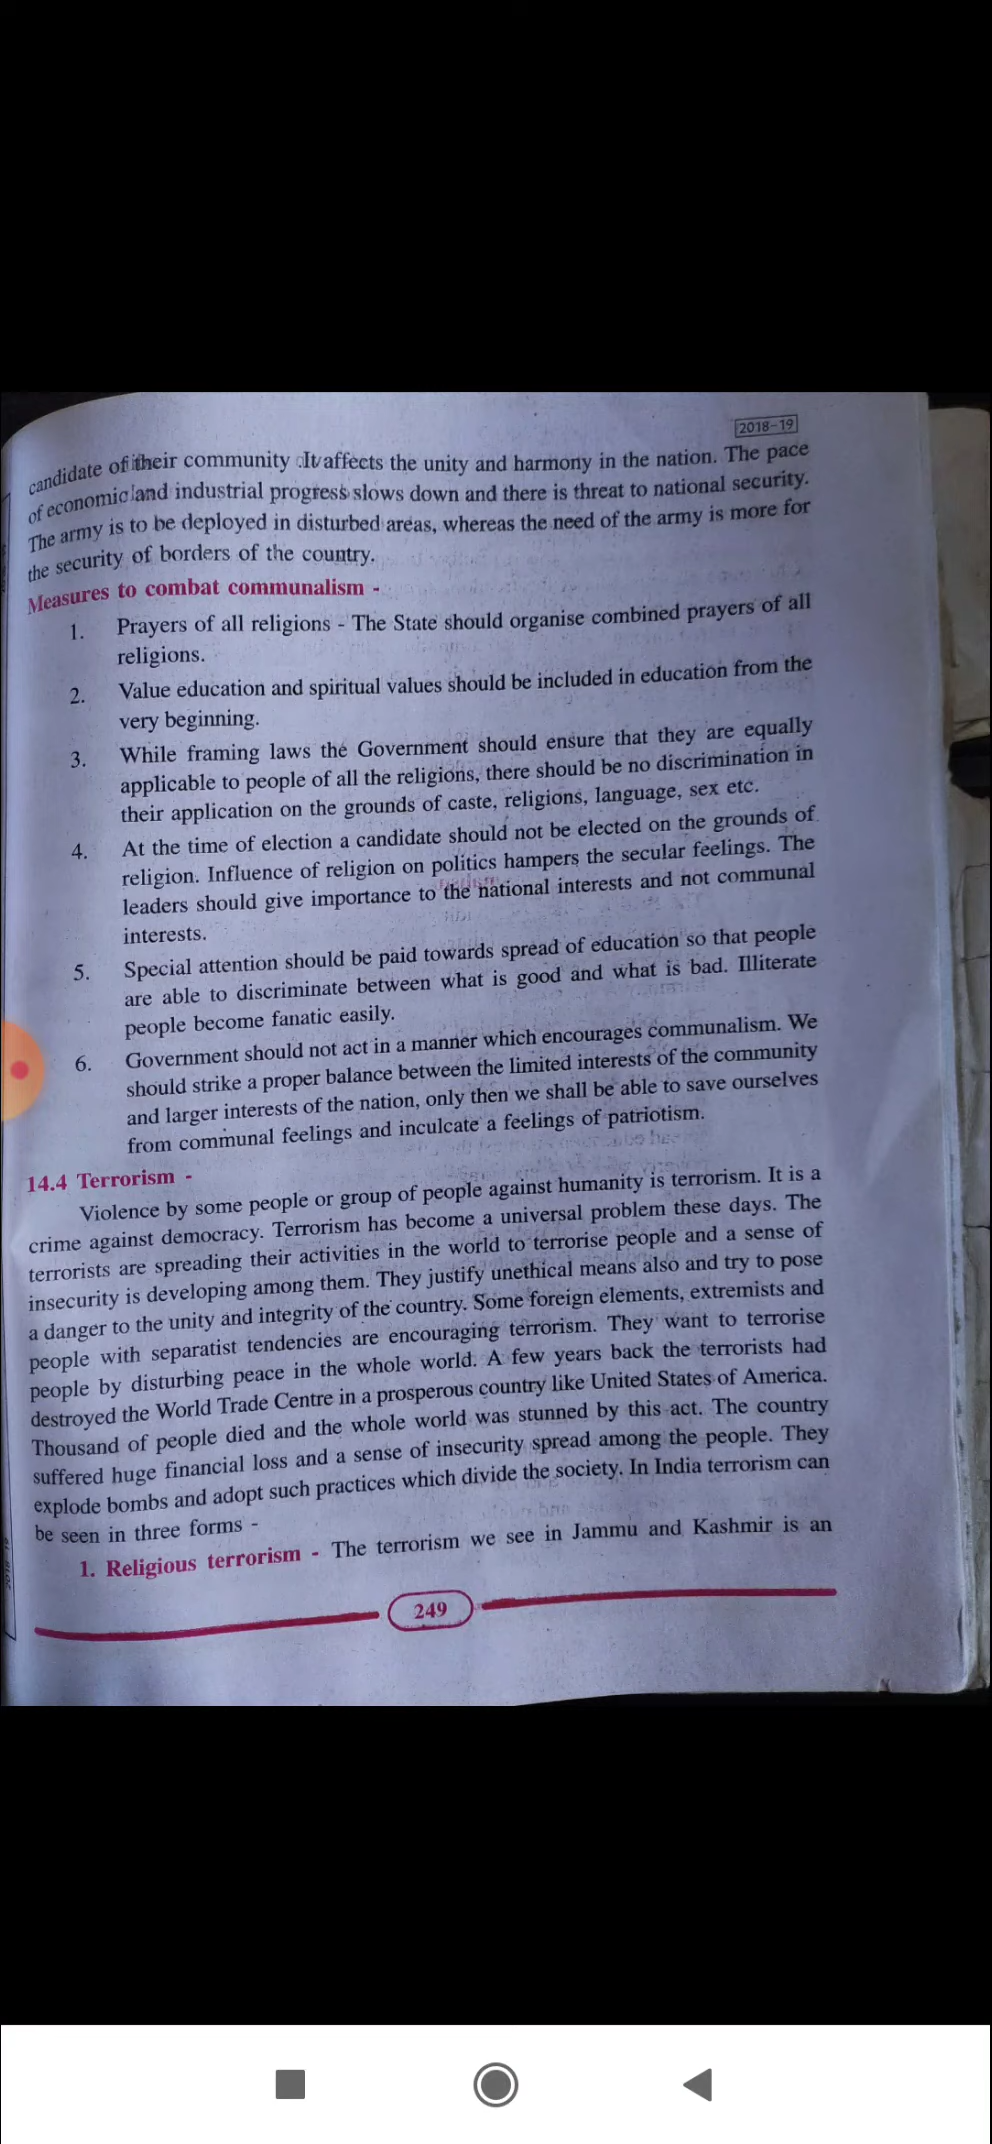 2018-19
candidate of their community It affects the unity and harmony in the nation. The pace
of economic and industrial progress slows down and there is threat to national security.
The army is to be deployed in disturbed areas, whereas the need of the army is more for
the security of borders of the country.
Measures to combat communalism -
1. Prayers of all religions - The State should organise combined prayers of all
religions.
2. Value education and spiritual values should be included in education from the
very beginning.
3. While framing laws the Government should ensure that they are equally
applicable to people of all the religions, there should be no discrimination in
their application on the grounds of caste, religions, language, sex etc.
4. At the time of election a candidate should not be elected on the grounds of
religion. Influence of religion on politics hampers the secular feelings. The
leaders should give importance to the national interests and not communal
interests.
5. Special attention should be paid towards spread of education so that people
are able to discriminate between what is good and what is bad. Illiterate
people become fanatic easily.
6. Government should not act in a manner which encourages communalism. We
should strike a proper balance between the limited interests of the community
and larger interests of the nation, only then we shall be able to save ourselves
from communal feelings and inculcate a feelings of patriotism.
14.4 Terrorism -
Violence by some people or group of people against humanity is terrorism. It is a
crime against democracy. Terrorism has become a universal problem these days. The
terrorists are spreading their activities in the world to terrorise people and a sense of
insecurity is developing among them. They justify unethical means also and try to pose
a danger to the unity and integrity of the country. Some foreign elements, extremists and
people with separatist tendencies are encouraging terrorism. They want to terrorise
people by disturbing peace in the whole world. A few years back the terrorists had
destroyed the World Trade Centre in a prosperous country like United States of America.
Thousand of people died and the whole world was stunned by this act. The country
suffered huge financial loss and a sense of insecurity spread among the people. They
explode bombs and adopt such practices which divide the society. In India terrorism can
be seen in three forms -
1. Religious terrorism - The terrorism we see in Jammu and Kashmir is an
249